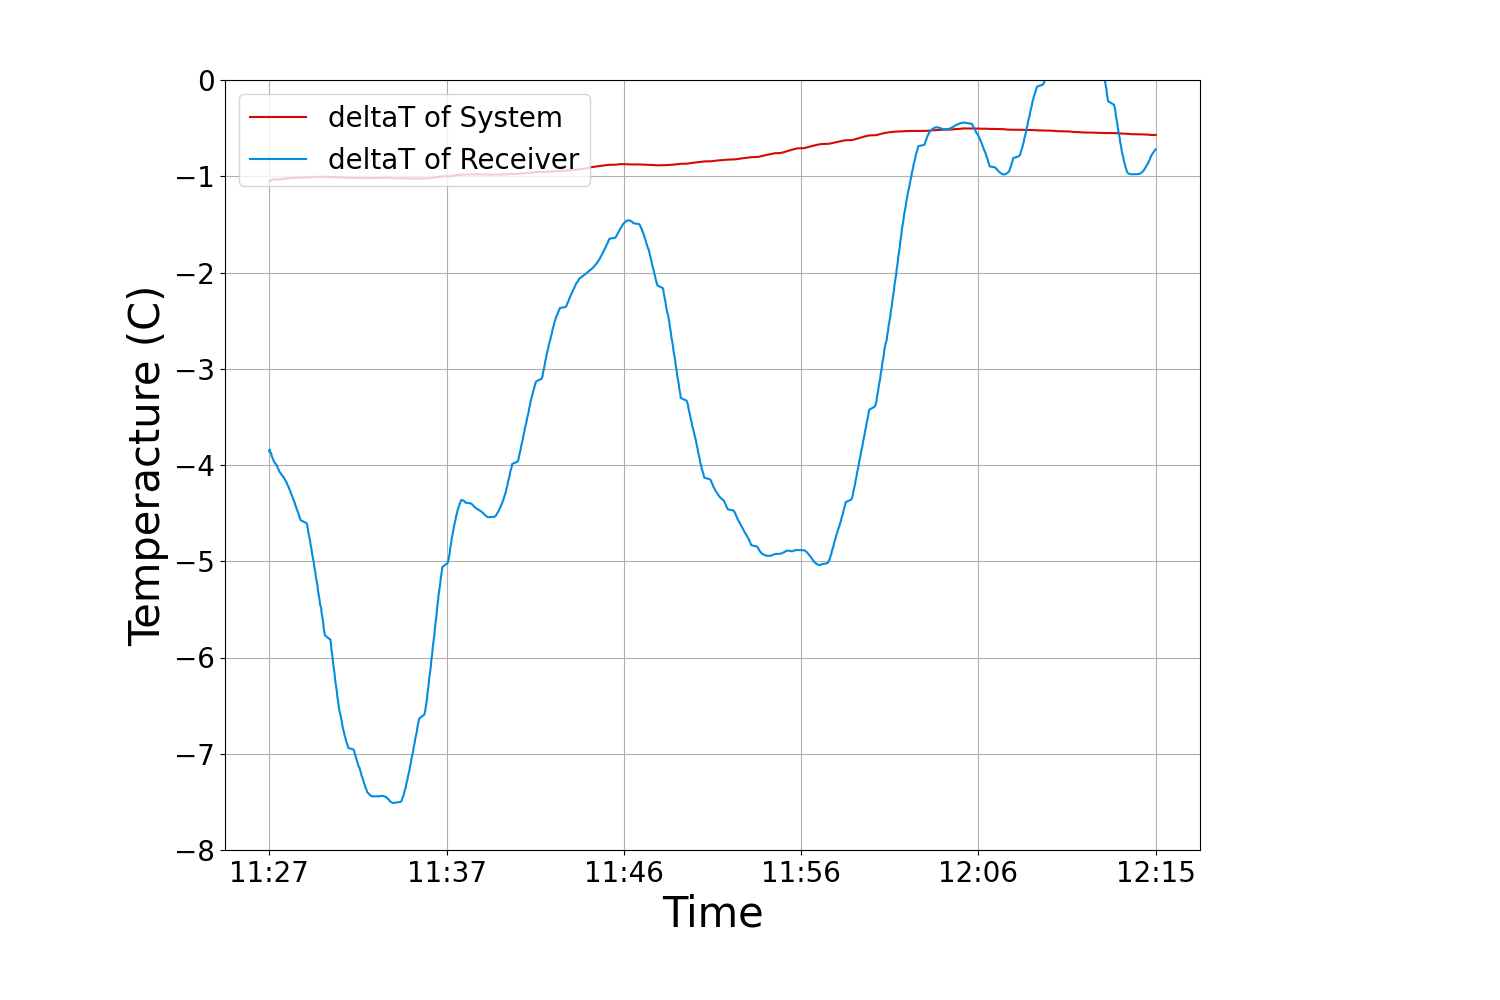 deltaT of System
deltaT of Receiver
Temperacture (C)
0
−1
−2
−3
−4
−5
−6
−7
−8
11:27 11:37 11:46 11:56 12:06 12:15
Time